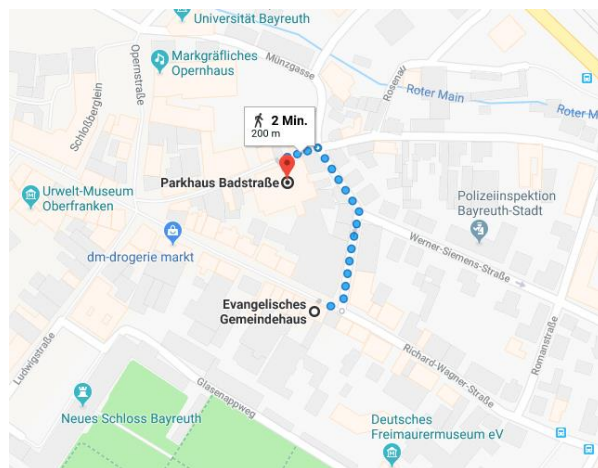 Universität Bayreuth
Markgräfliches
Opernhaus
Münzgasse
Opernstraße
Schloßberglein
Rosenau
Roter Main
Roter M
2 Min.
200 m
Parkhaus Badstraße
Urwelt-Museum
Oberfranken
Polizeiinspektion
Bayreuth-Stadt
dm-drogerie markt
Werner-Siemens-Straße
Evangelisches
Gemeindehaus
Ludwigstraße
Romanstraße
Richard-Wagner-Straße
Glasenappweg
Neues Schloss Bayreuth
Deutsches
Freimaurermuseum eV